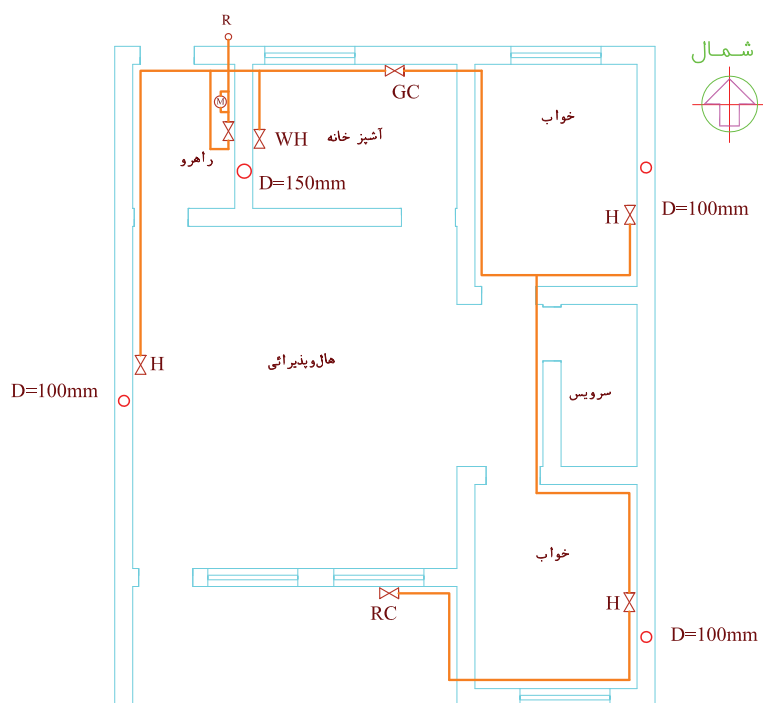 R
شمال
GC
خواب
M
WH
آشپز خانه
راهرو
D=150mm
H
D=100mm
هال‌وپذیرائی
H
D=100mm
سرویس
خواب
H
RC
D=100mm